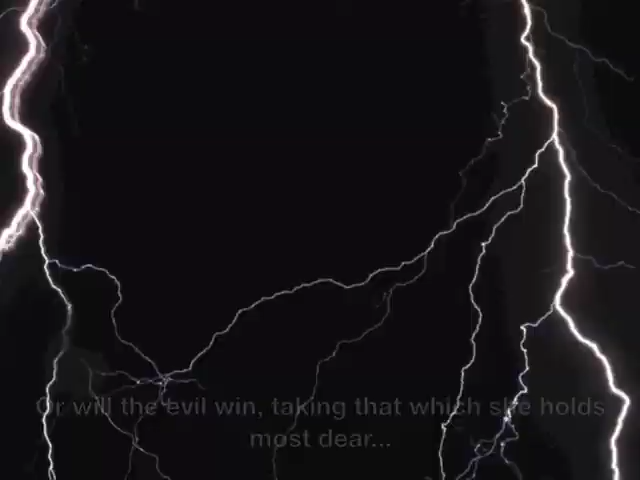 Or will the evil win, taking that which she holds
most dear...